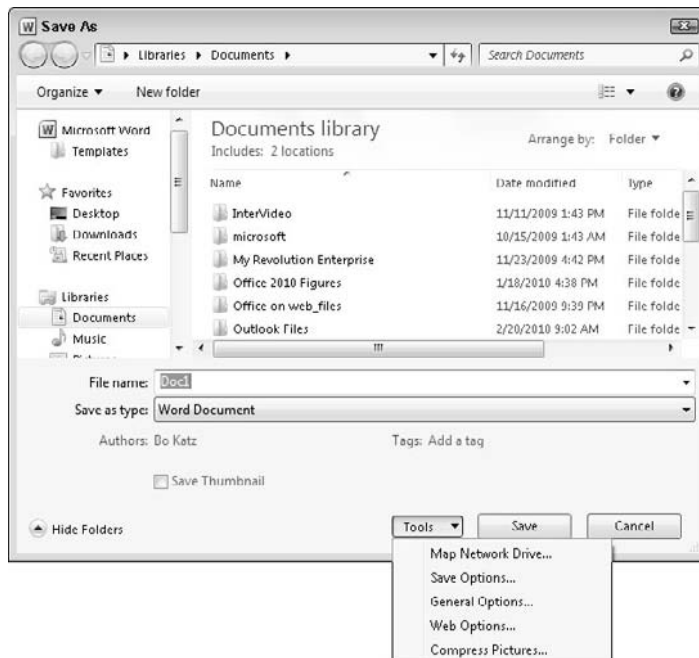 W Save As
Libraries Documents
Search Documents
Organize
New folder
W Microsoft Word
Templates
Favorites
Desktop
Downloads
Recent Places
Libraries
Documents
Music
Documents library
Includes: 2 locations
Arrange by: Folder
Name Date modified Type
InterVideo 11/11/2009 1:43 PM File folde
microsoft 10/15/2009 1:43 AM File folde
My Revolution Enterprise 11/23/2009 4:42 PM File folde
Office 2010 Figures 1/18/2010 4:38 PM File folde
Office on web_files 11/16/2009 9:39 PM File folde
Outlook Files 2/20/2010 9:02 AM File folde
File name: Doc1
Save as type: Word Document
Authors: Bo Katz
Tags: Add a tag
Save Thumbnail
Hide Folders
Tools Save Cancel
Map Network Drive...
Save Options...
General Options...
Web Options...
Compress Pictures...